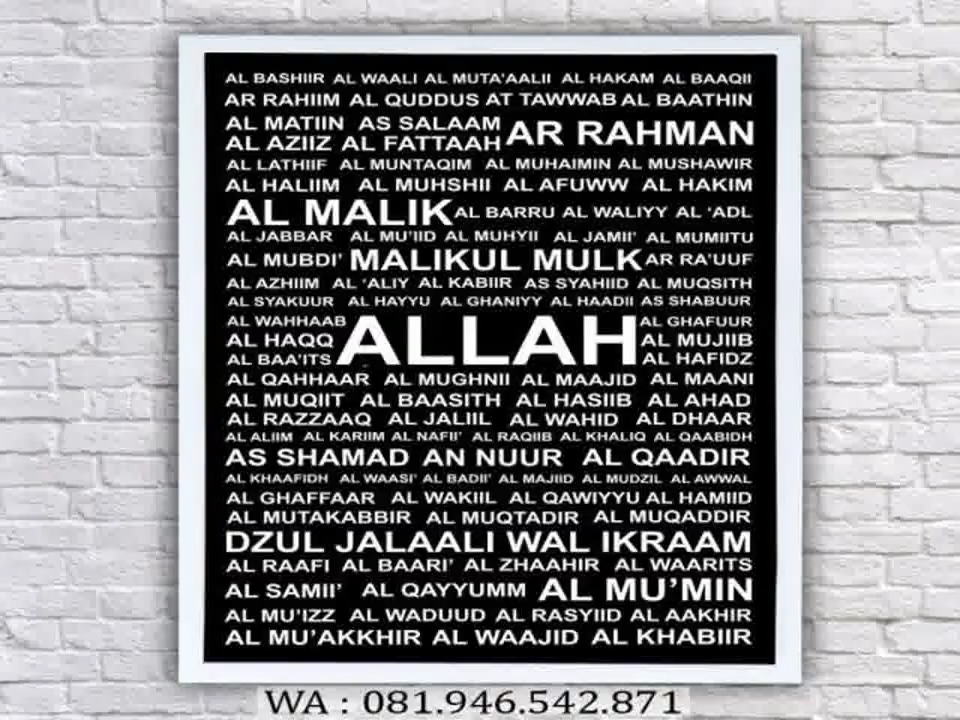 AL BASHIIR AL WAALI AL MUTA'AALII AL HAKAM AL BAAQII
AR RAHIIM AL QUDDUS AT TAWWAB AL BAATHIN
AL MATIIN AS SALAAM AR RAHMAN
AL AZIIZ AL FATTAAH
AL LATHIIF AL MUNTAQIM AL MUHAIMIN AL MUSHAWIR
AL HALIIM AL MUHSHII AL AFUWW AL HAKIM
AL MALIK AL BARRU AL WALIYY AL 'ADL
AL JABBAR AL MU'IID AL MUHYII AL JAMII' AL MUMIITU
AL MUBDI' MALIKUL MULK AR RA'UUF
AL AZHIIM AL 'ALIY AL KABIIR AS SYAHIID AL MUQSITH
AL SYAKUUR AL HAYYU AL GHANIYY AL HAADII AS SHABUUR
AL WAHHAAB ALLAH AL GHAFUUR
AL HAQQ AL MUJIIB
AL BAA'ITS AL HAFIDZ
AL QAHHAAR AL MUGHNII AL MAAJID AL MAANI
AL MUQIIT AL BAASITH AL HASIIB AL AHAD
AL RAZZAAQ AL JALIIL AL WAHID AL DHAAR
AL ALIIM AL KARIIM AL NAFII' AL RAQIIB AL KHALIQ AL QAABIDH
AS SHAMAD AN NUUR AL QAADIR
AL KHAAFIDH AL WAASI' AL BADII' AL MAJIID AL MUDZIL AL AWWAL
AL GHAFFAAR AL WAKIIL AL QAWIYYU AL HAMIID
AL MUTAKABBIR AL MUQTADIR AL MUQADDIR
DZUL JALAALI WAL IKRAAM
AL RAAFI AL BAARI' AL ZHAAHIR AL WAARITS
AL SAMII' AL QAYYUMM AL MU'MIN
AL MU'IZZ AL WADUUD AL RASYIID AL AAKHIR
AL MU'AKKHIR AL WAAJID AL KHABIIR
WA : 081.946.542.871